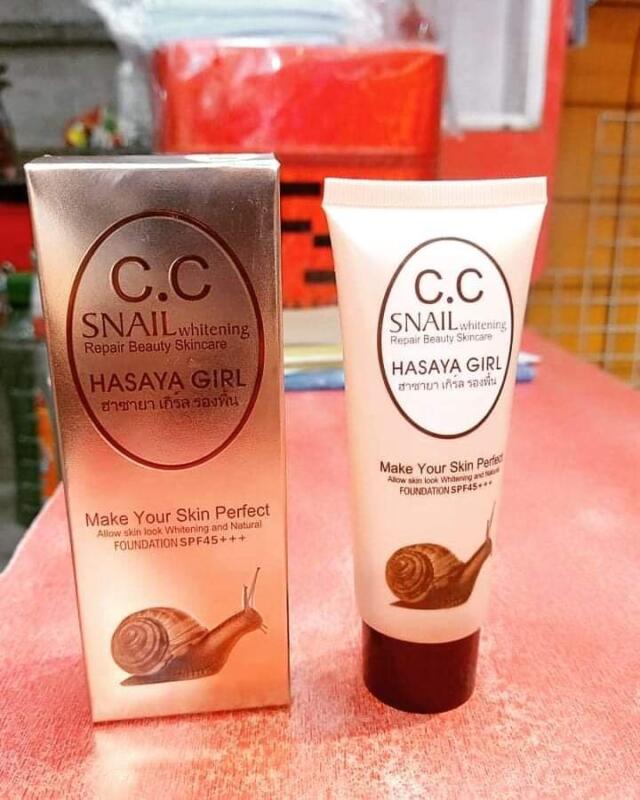 C.C
SNAIL whitening
Repair Beauty Skincare
HASAYA GIRL
ฮาซายา เกิร์ล รองพื้น
Make Your Skin Perfect
Allow skin look Whitening and Natural
FOUNDATION SPF45+++
C.C
SNAIL whitening
Repair Beauty Skincare
HASAYA GIRL
ฮาซายา เกิร์ล รองพื้น
Make Your Skin Perfect
Allow skin look Whitening and Natural
FOUNDATION SPF45+++